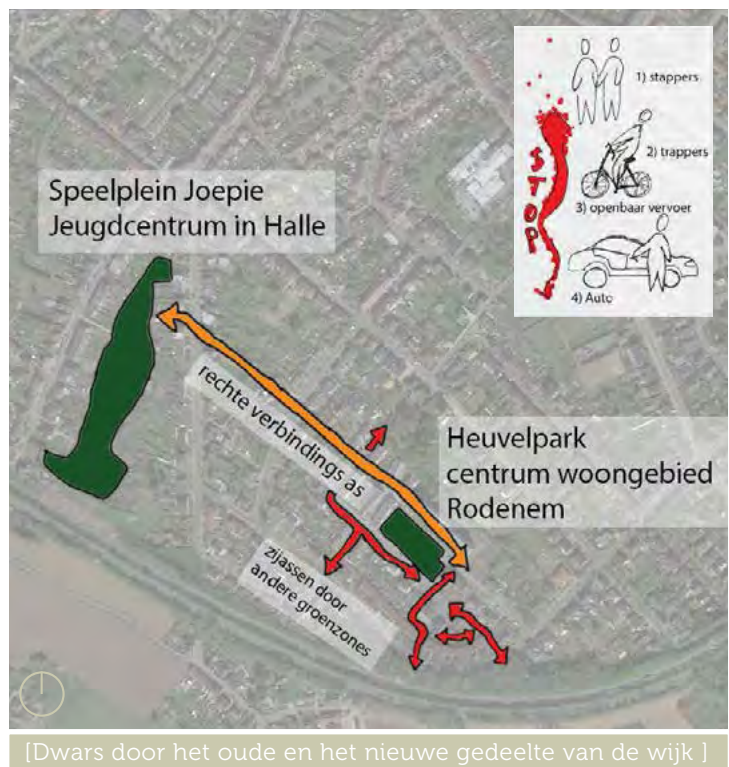 Speelplein Joepie
Jeugdcentrum in Halle
1) stappers
2) trappers
3) openbaar vervoer
4) Auto
STOP
rechte verbindings as
Heuvelpark
centrum woongebied
Rodenem
zijassen door
andere groenzones
[Dwars door het oude en het nieuwe gedeelte van de wijk ]